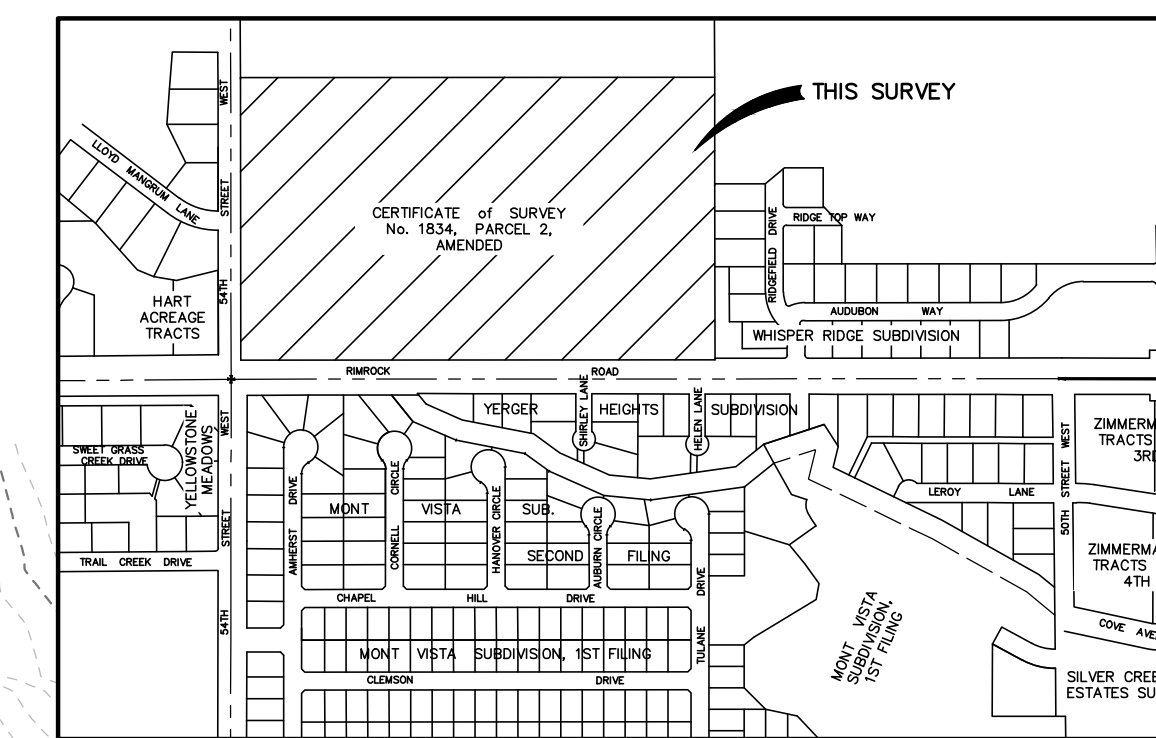 THIS SURVEY
CERTIFICATE of SURVEY
No. 1834, PARCEL 2,
AMENDED
54TH STREET WEST
LLOYD MANGRUM LANE
HART
ACREAGE
TRACTS
RIDGE TOP WAY
RIDGEFIELD DRIVE
AUDUBON WAY
WHISPER RIDGE SUBDIVISION
RIMROCK ROAD
YERGER HEIGHTS SUBDIVISION
SHIRLEY LANE
HELEN LANE
YELLOWSTONE
MEADOWS
SWEET GRASS
CREEK DRIVE
TRAIL CREEK DRIVE
54TH STREET WEST
AMHERST DRIVE
CORNELL CIRCLE
HANOVER CIRCLE
AUBURN CIRCLE
TULANE DRIVE
MONT VISTA SUB.
SECOND FILING
CHAPEL HILL DRIVE
MONT VISTA SUBDIVISION, 1ST FILING
CLEMSON DRIVE
MONT VISTA
SUBDIVISION,
1ST FILING
LEROY LANE
50TH STREET WEST
ZIMMERM
TRACTS
3R
ZIMMERMA
TRACTS
4TH
COVE AVE
SILVER CREE
ESTATES SU